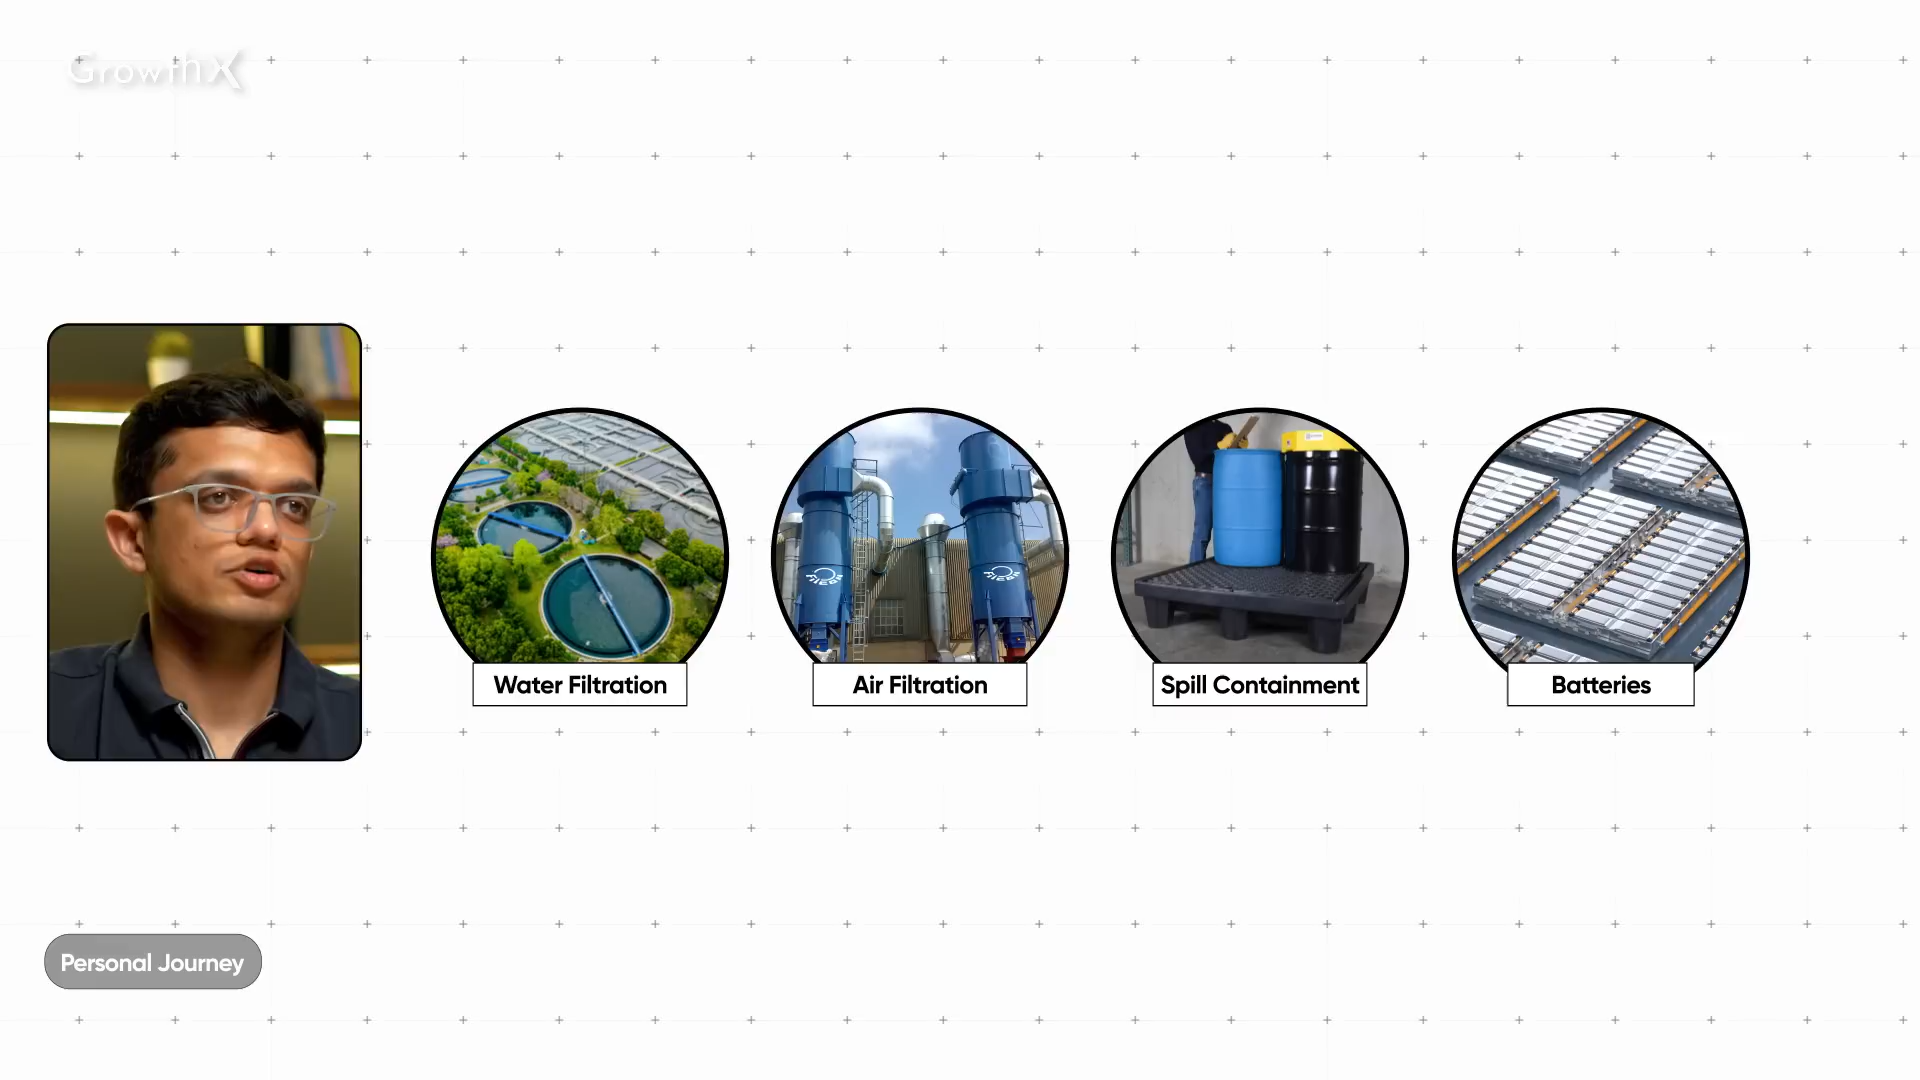 GrowthX
Water Filtration
Air Filtration
Spill Containment
Batteries
Personal Journey